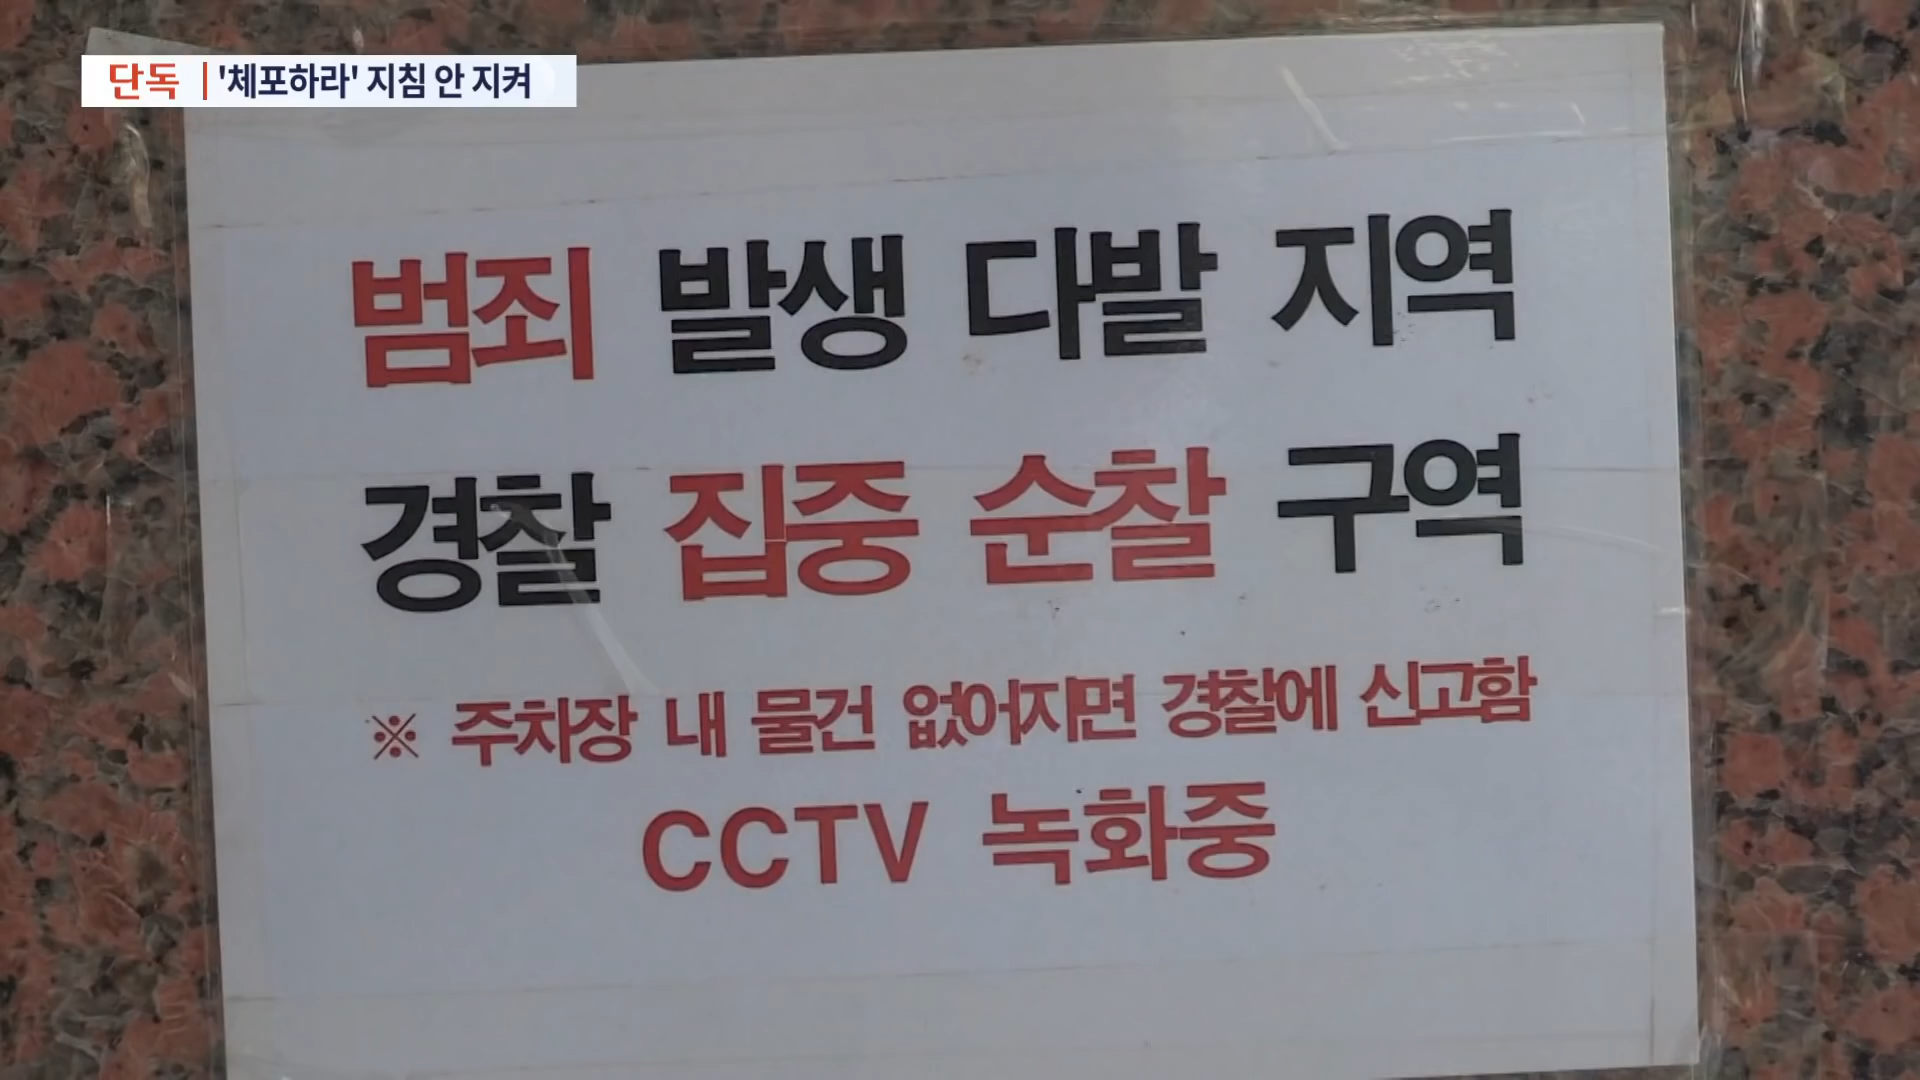 단독 | '체포하라' 지침 안 지켜
범죄 발생 다발 지역
경찰 집중 순찰 구역
※ 주차장 내 물건 없어지면 경찰에 신고함
CCTV 녹화중